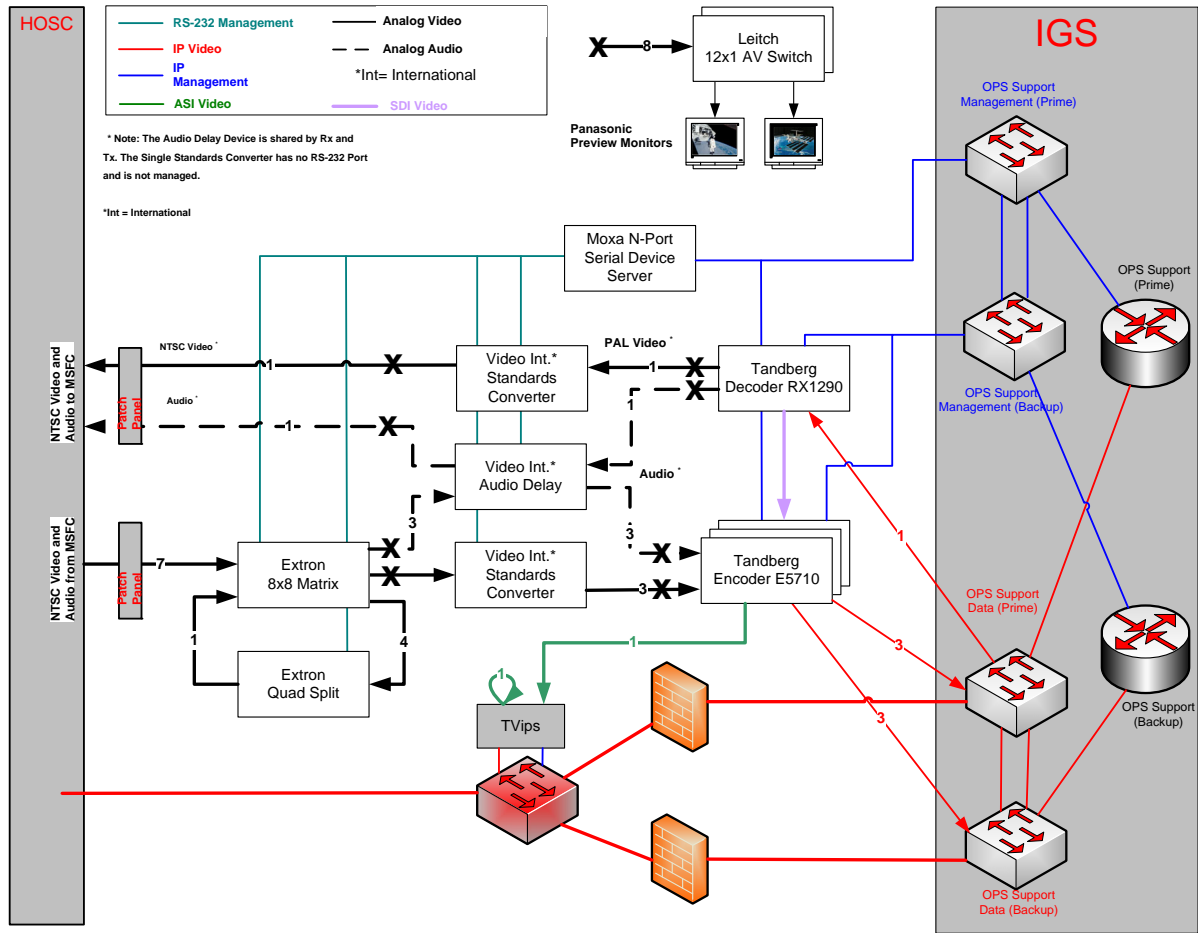 HOSC
RS-232 Management
IP Video
IP
Management
ASI Video
Analog Video
Analog Audio
*Int= International
SDI Video
* Note: The Audio Delay Device is shared by Rx and
Tx. The Single Standards Converter has no RS-232 Port
and is not managed.
*Int = International
X
8
Leitch
12x1 AV Switch
Panasonic
Preview Monitors
IGS
OPS Support
Management (Prime)
Moxa N-Port
Serial Device
Server
OPS Support
(Prime)
NTSC Video and
Audio to MSFC
Patch
Panel
NTSC Video *
1
X
Video Int.*
Standards
Converter
PAL Video *
1
X
X
Tandberg
Decoder RX1290
OPS Support
Management (Backup)
Audio *
1
X
1
Video Int.*
Audio Delay
Audio *
NTSC Video and
Audio from MSFC
Patch
Panel
7
Extron
8x8 Matrix
X
3
X
Video Int.*
Standards
Converter
3
X
3
X
Tandberg
Encoder E5710
1
OPS Support
Data (Prime)
1
4
Extron
Quad Split
1
1
TVips
3
3
OPS Support
(Backup)
OPS Support
Data (Backup)